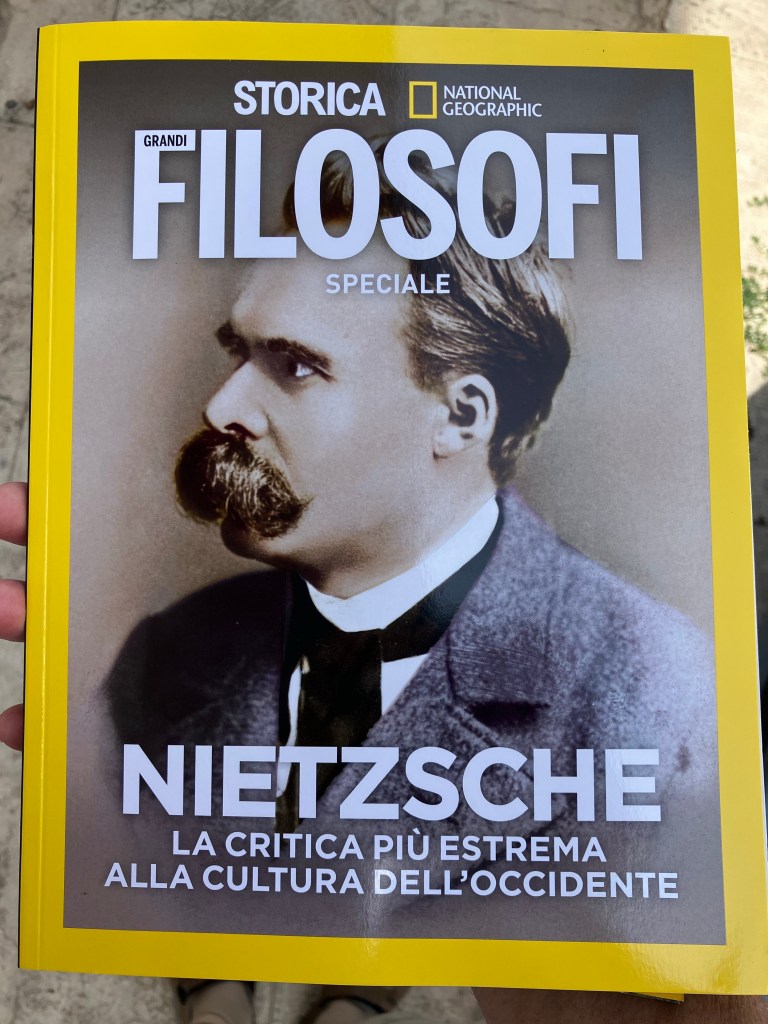 STORICA
NATIONAL
GEOGRAPHIC
GRANDI
FILOSOFI
SPECIALE
NIETZSCHE
LA CRITICA PIÙ ESTREMA
ALLA CULTURA DELL'OCCIDENTE